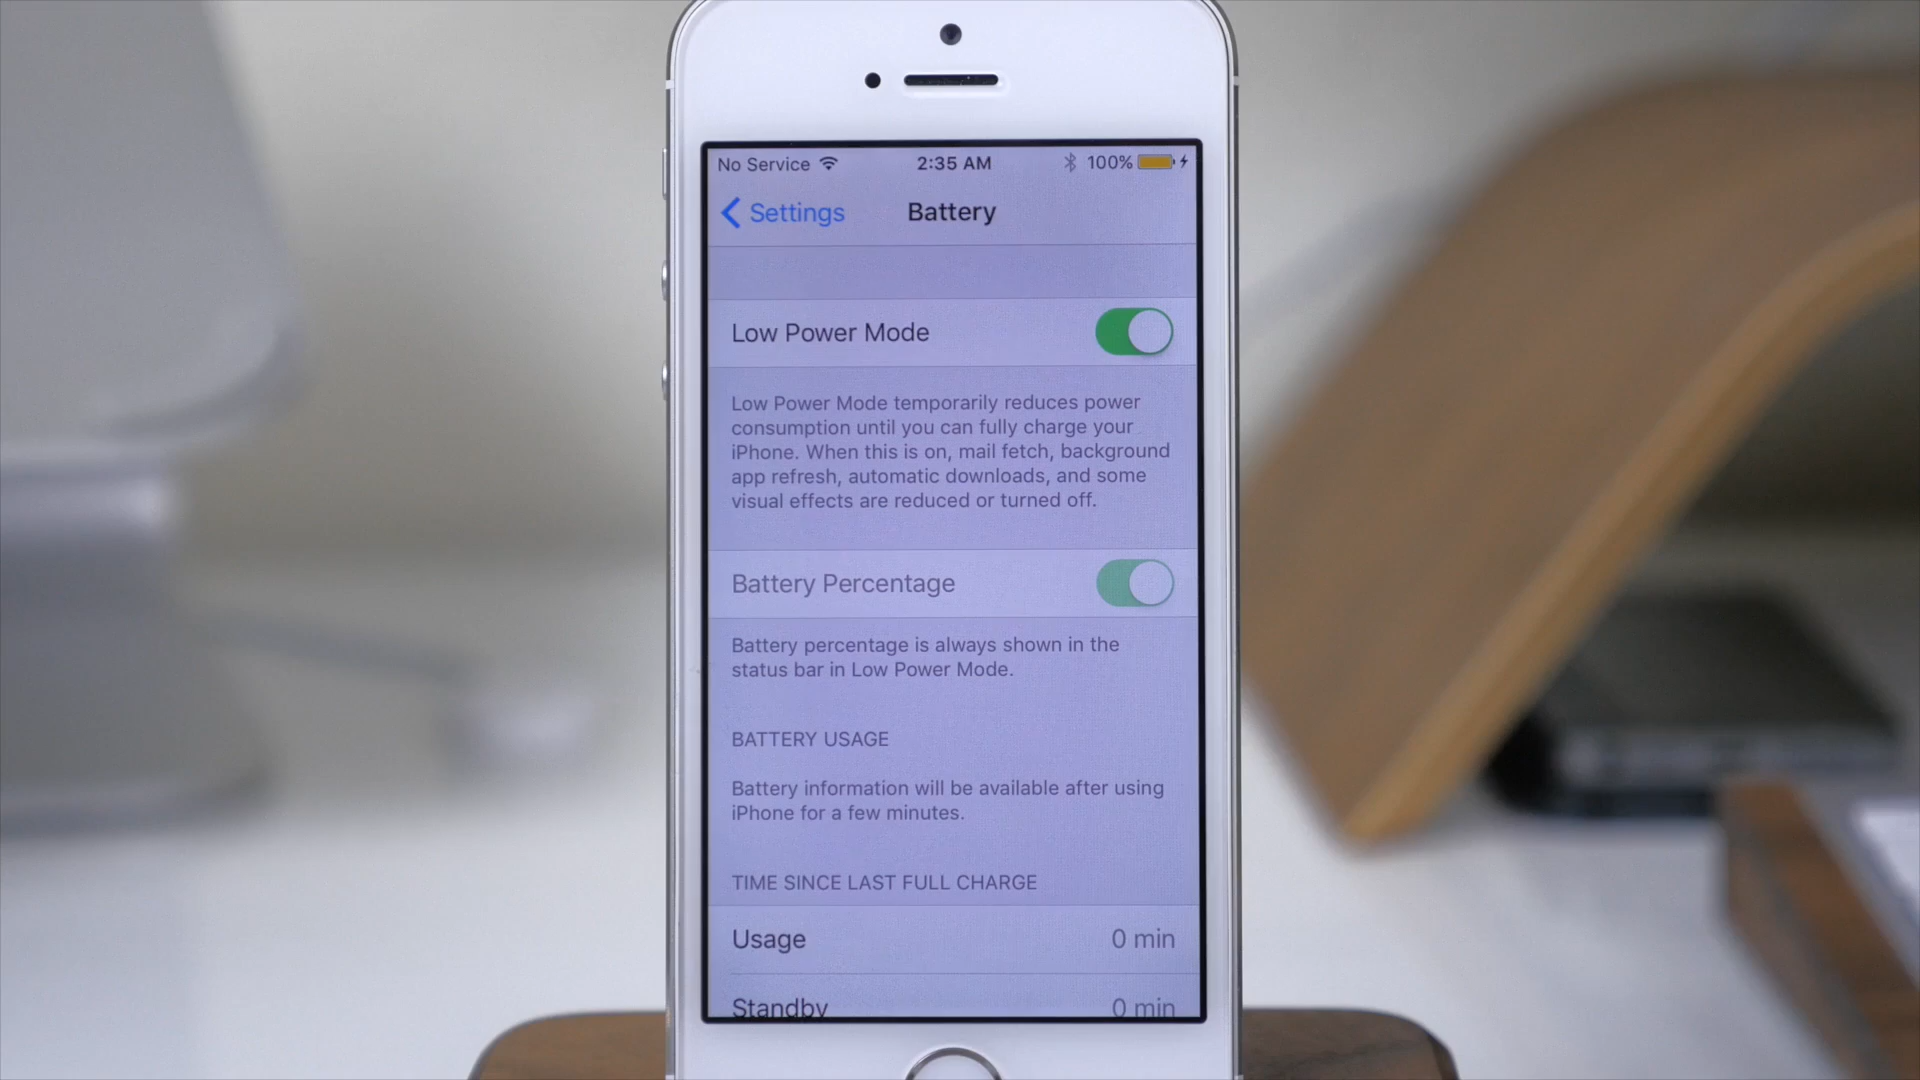 No Service 2:35 AM 100%
Settings Battery
Low Power Mode
Low Power Mode temporarily reduces power
consumption until you can fully charge your
iPhone. When this is on, mail fetch, background
app refresh, automatic downloads, and some
visual effects are reduced or turned off.
Battery Percentage
Battery percentage is always shown in the
status bar in Low Power Mode.
BATTERY USAGE
Battery information will be available after using
iPhone for a few minutes.
TIME SINCE LAST FULL CHARGE
Usage 0 min
Standby 0 min